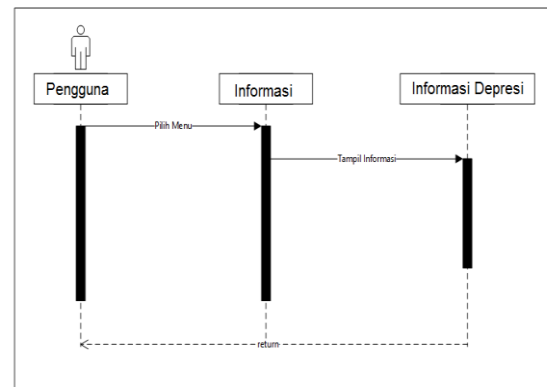 Pengguna
Informasi
Informasi Depresi
Pilih Menu
Tampil Informasi
return